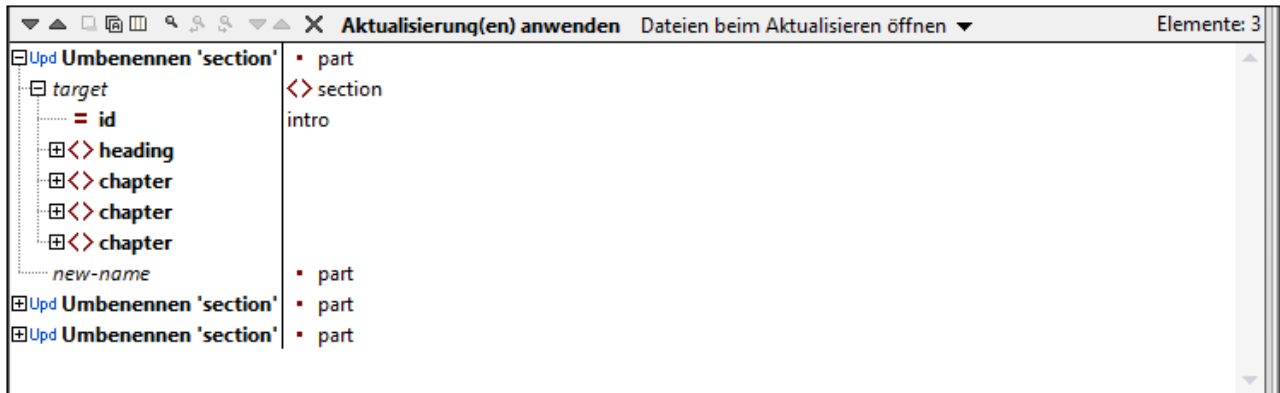 Aktualisierung(en) anwenden Dateien beim Aktualisieren öffnen Elemente: 3
Upd Umbenennen 'section' part
target <> section
= id intro
<> heading
<> chapter
<> chapter
<> chapter
new-name part
Upd Umbenennen 'section' part
Upd Umbenennen 'section' part